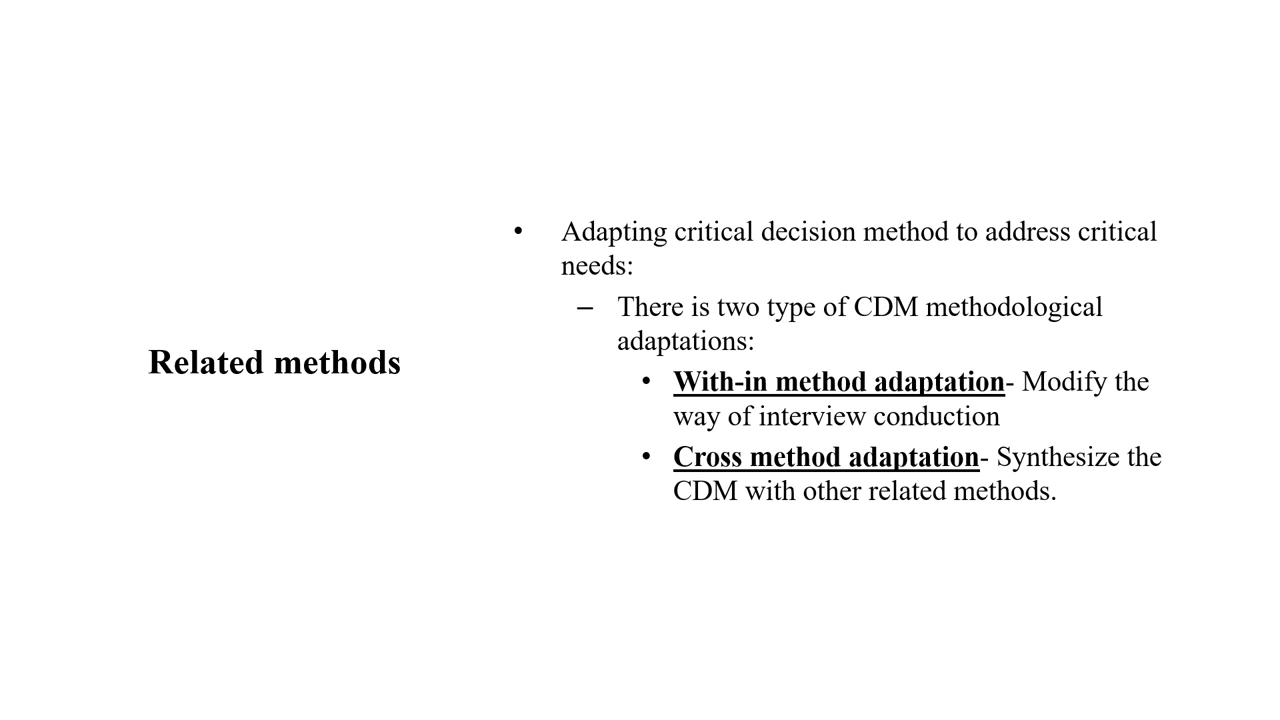 Related methods
• Adapting critical decision method to address critical
needs:
– There is two type of CDM methodological
adaptations:
• With-in method adaptation- Modify the
way of interview conduction
• Cross method adaptation- Synthesize the
CDM with other related methods.